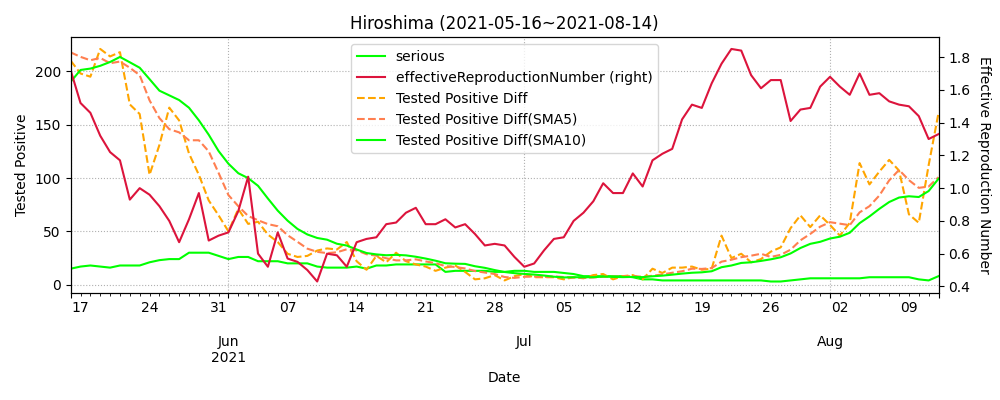 Hiroshima (2021-05-16~2021-08-14)
serious
effectiveReproductionNumber (right)
Tested Positive Diff
Tested Positive Diff(SMA5)
Tested Positive Diff(SMA10)
Tested Positive
200
150
100
50
0
Effective Reproduction Number
1.8
1.6
1.4
1.2
1.0
0.8
0.6
0.4
17 24 07 14 21 28 05 12 19 26 09
Jun Jul Aug
2021
Date